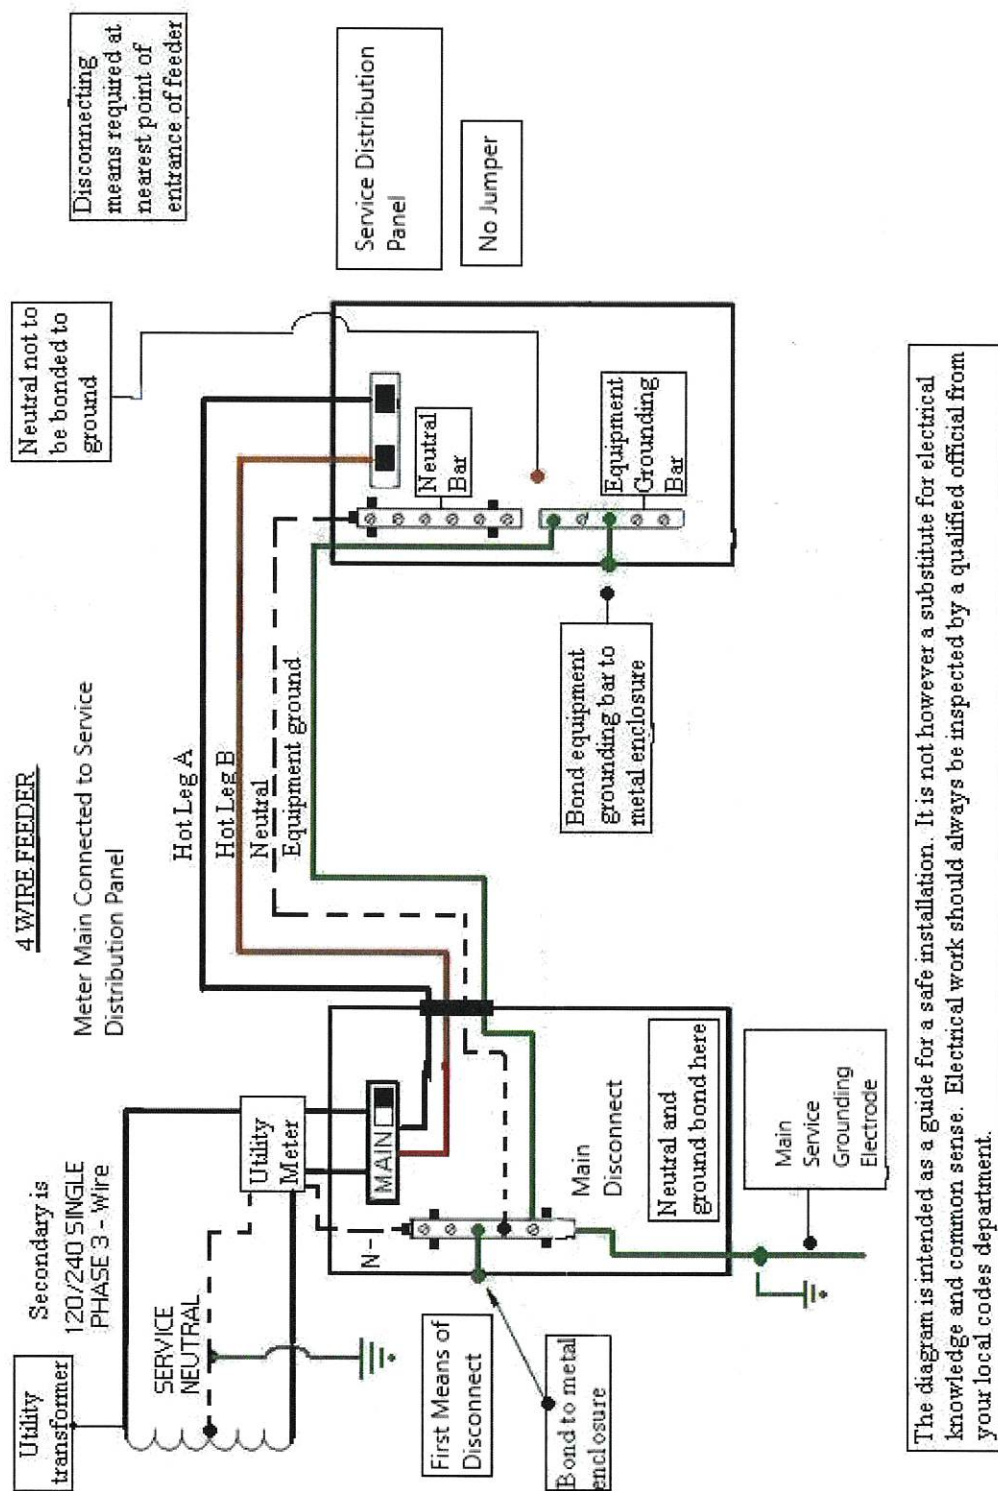 4 WIRE FEEDER
Meter Main Connected to Service
Distribution Panel
Utility
transformer
Secondary is
120/240 SINGLE
PHASE 3 - Wire
SERVICE
NEUTRAL
Utility
Meter
MAIN
N-
Hot Leg A
Hot Leg B
Neutral
Equipment ground
Neutral not to
be bonded to
ground
Disconnecting
means required at
nearest point of
entrance of feeder
Service Distribution
Panel
No Jumper
Neutral
Bar
Equipment
Grounding
Bar
Bond equipment
grounding bar to
metal enclosure
First Means of
Disconnect
Bond to metal
enclosure
Main
Disconnect
Neutral and
ground bond here
Main
Service
Grounding
Electrode
The diagram is intended as a guide for a safe installation. It is not however a substitute for electrical
knowledge and common sense. Electrical work should always be inspected by a qualified official from
your local codes department.